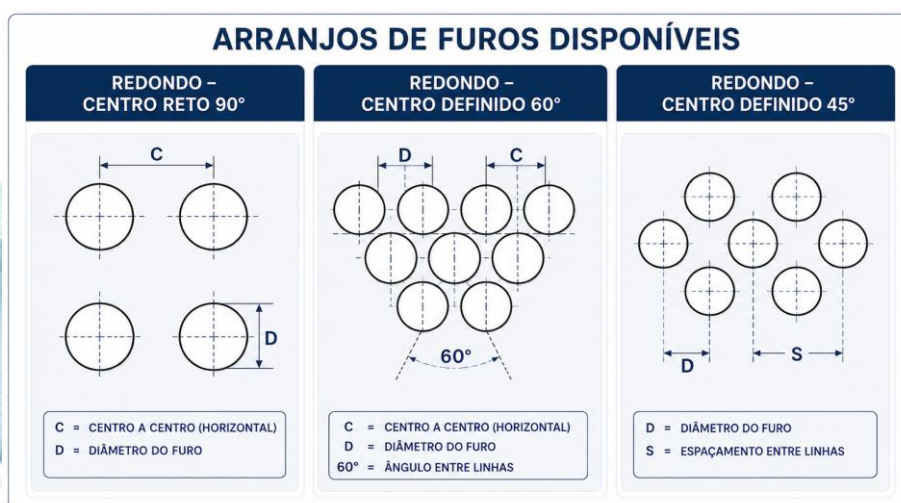 ARRANJOS DE FUROS DISPONÍVEIS
REDONDO –
CENTRO RETO 90°
C
D
C = CENTRO A CENTRO (HORIZONTAL)
D = DIÂMETRO DO FURO
REDONDO –
CENTRO DEFINIDO 60°
D
C
60°
C = CENTRO A CENTRO (HORIZONTAL)
D = DIÂMETRO DO FURO
60° = ÂNGULO ENTRE LINHAS
REDONDO –
CENTRO DEFINIDO 45°
D
S
D = DIÂMETRO DO FURO
S = ESPAÇAMENTO ENTRE LINHAS